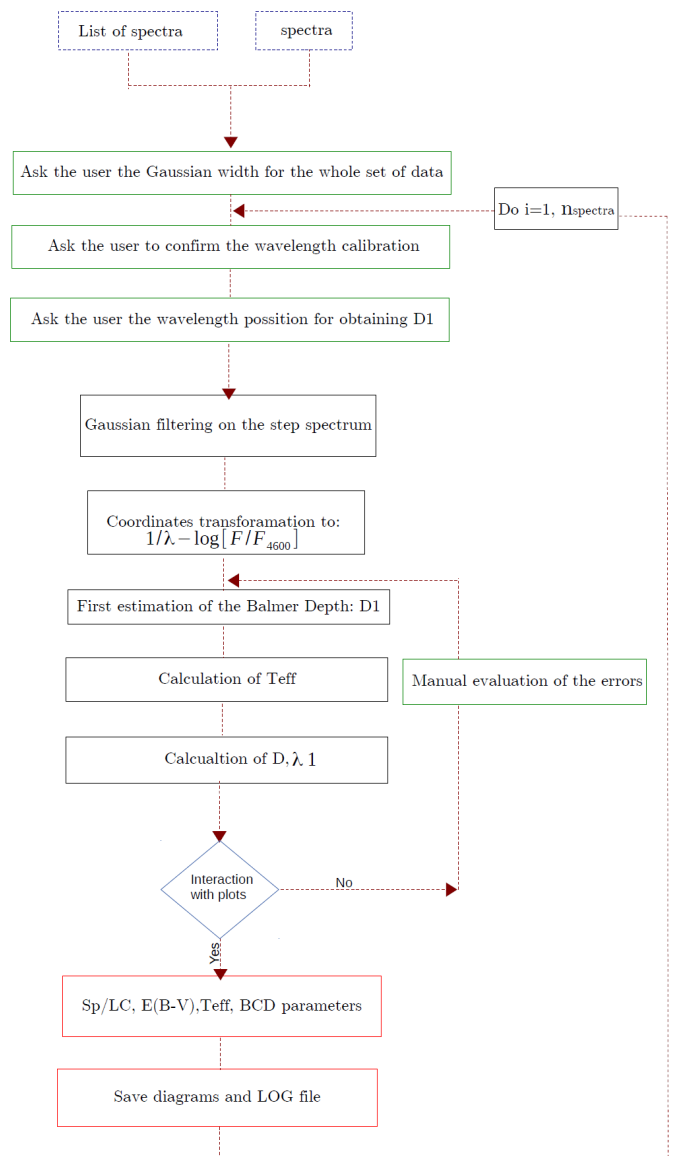 List of spectra
spectra
Ask the user the Gaussian width for the whole set of data
Do i=1, nspectra
Ask the user to confirm the wavelength calibration
Ask the user the wavelength possition for obtaining D1
Gaussian filtering on the step spectrum
Coordinates transforamation to:
1/λ−log[F/F4600]
First estimation of the Balmer Depth: D1
Calculation of Teff
Manual evaluation of the errors
Calcualtion of D,λ1
Interaction
with plots
No
Yes
Sp/LC, E(B-V),Teff, BCD parameters
Save diagrams and LOG file